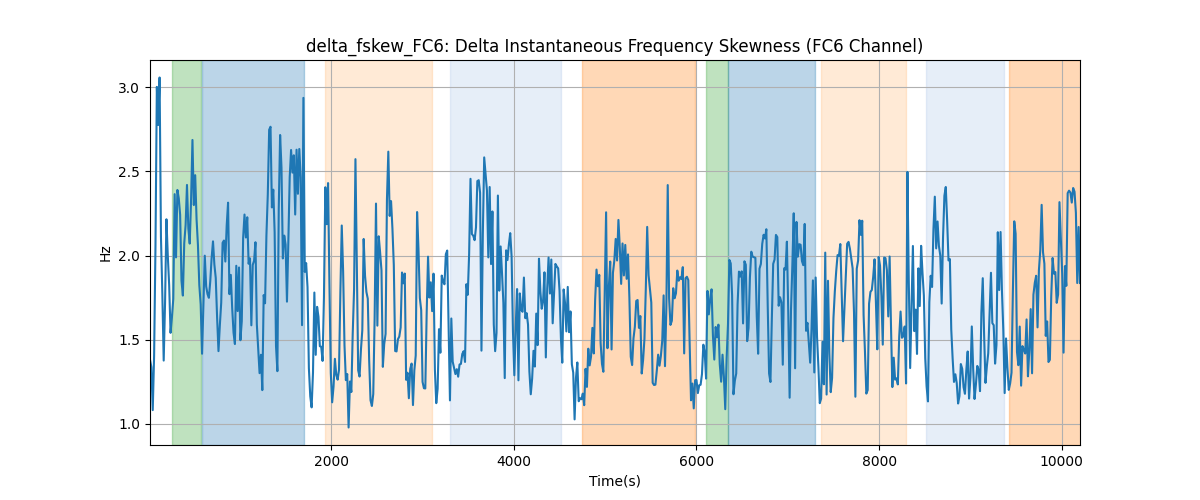 delta_fskew_FC6: Delta Instantaneous Frequency Skewness (FC6 Channel)
3.0
2.5
2.0
1.5
1.0
Hz
2000 4000 6000 8000 10000
Time(s)